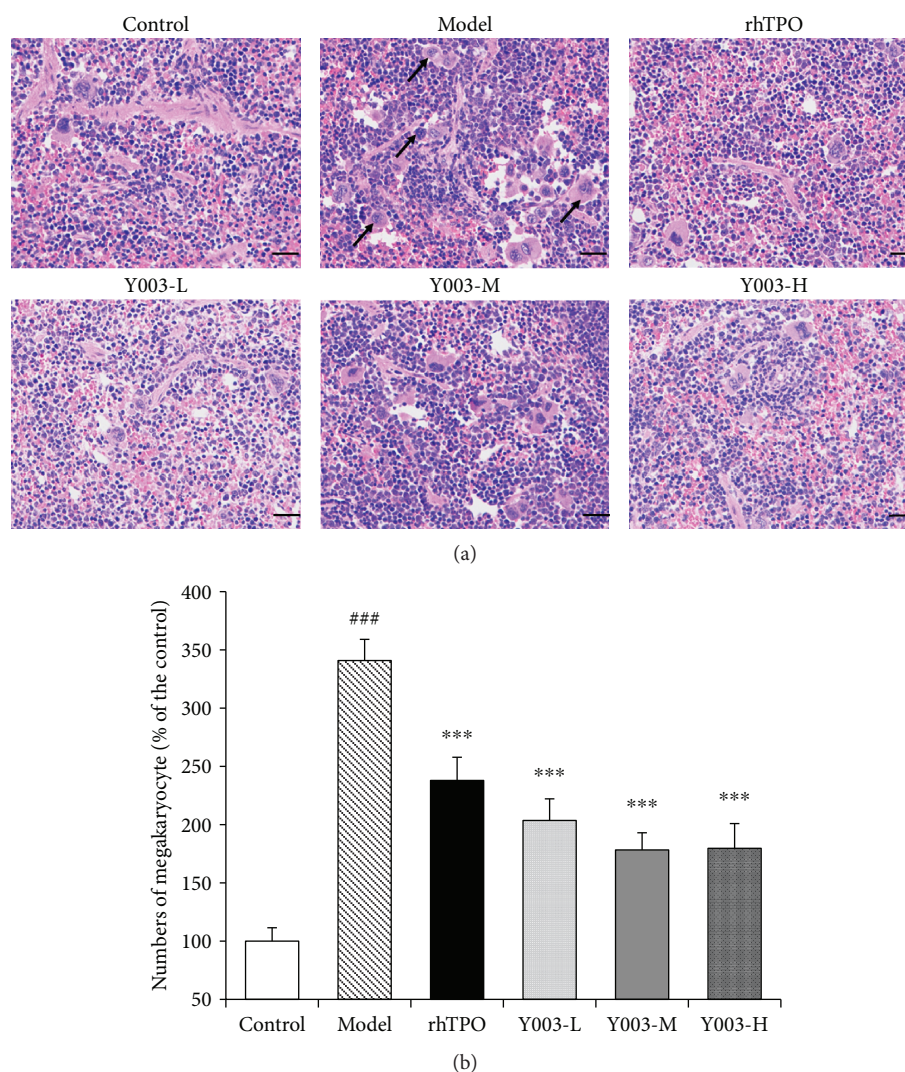 Control Model rhTPO
Y003-L Y003-M Y003-H
(a)
Numbers of megakaryocyte (% of the control)
400
350
300
250
200
150
100
50
###
***
***
***
***
Control Model rhTPO Y003-L Y003-M Y003-H
(b)